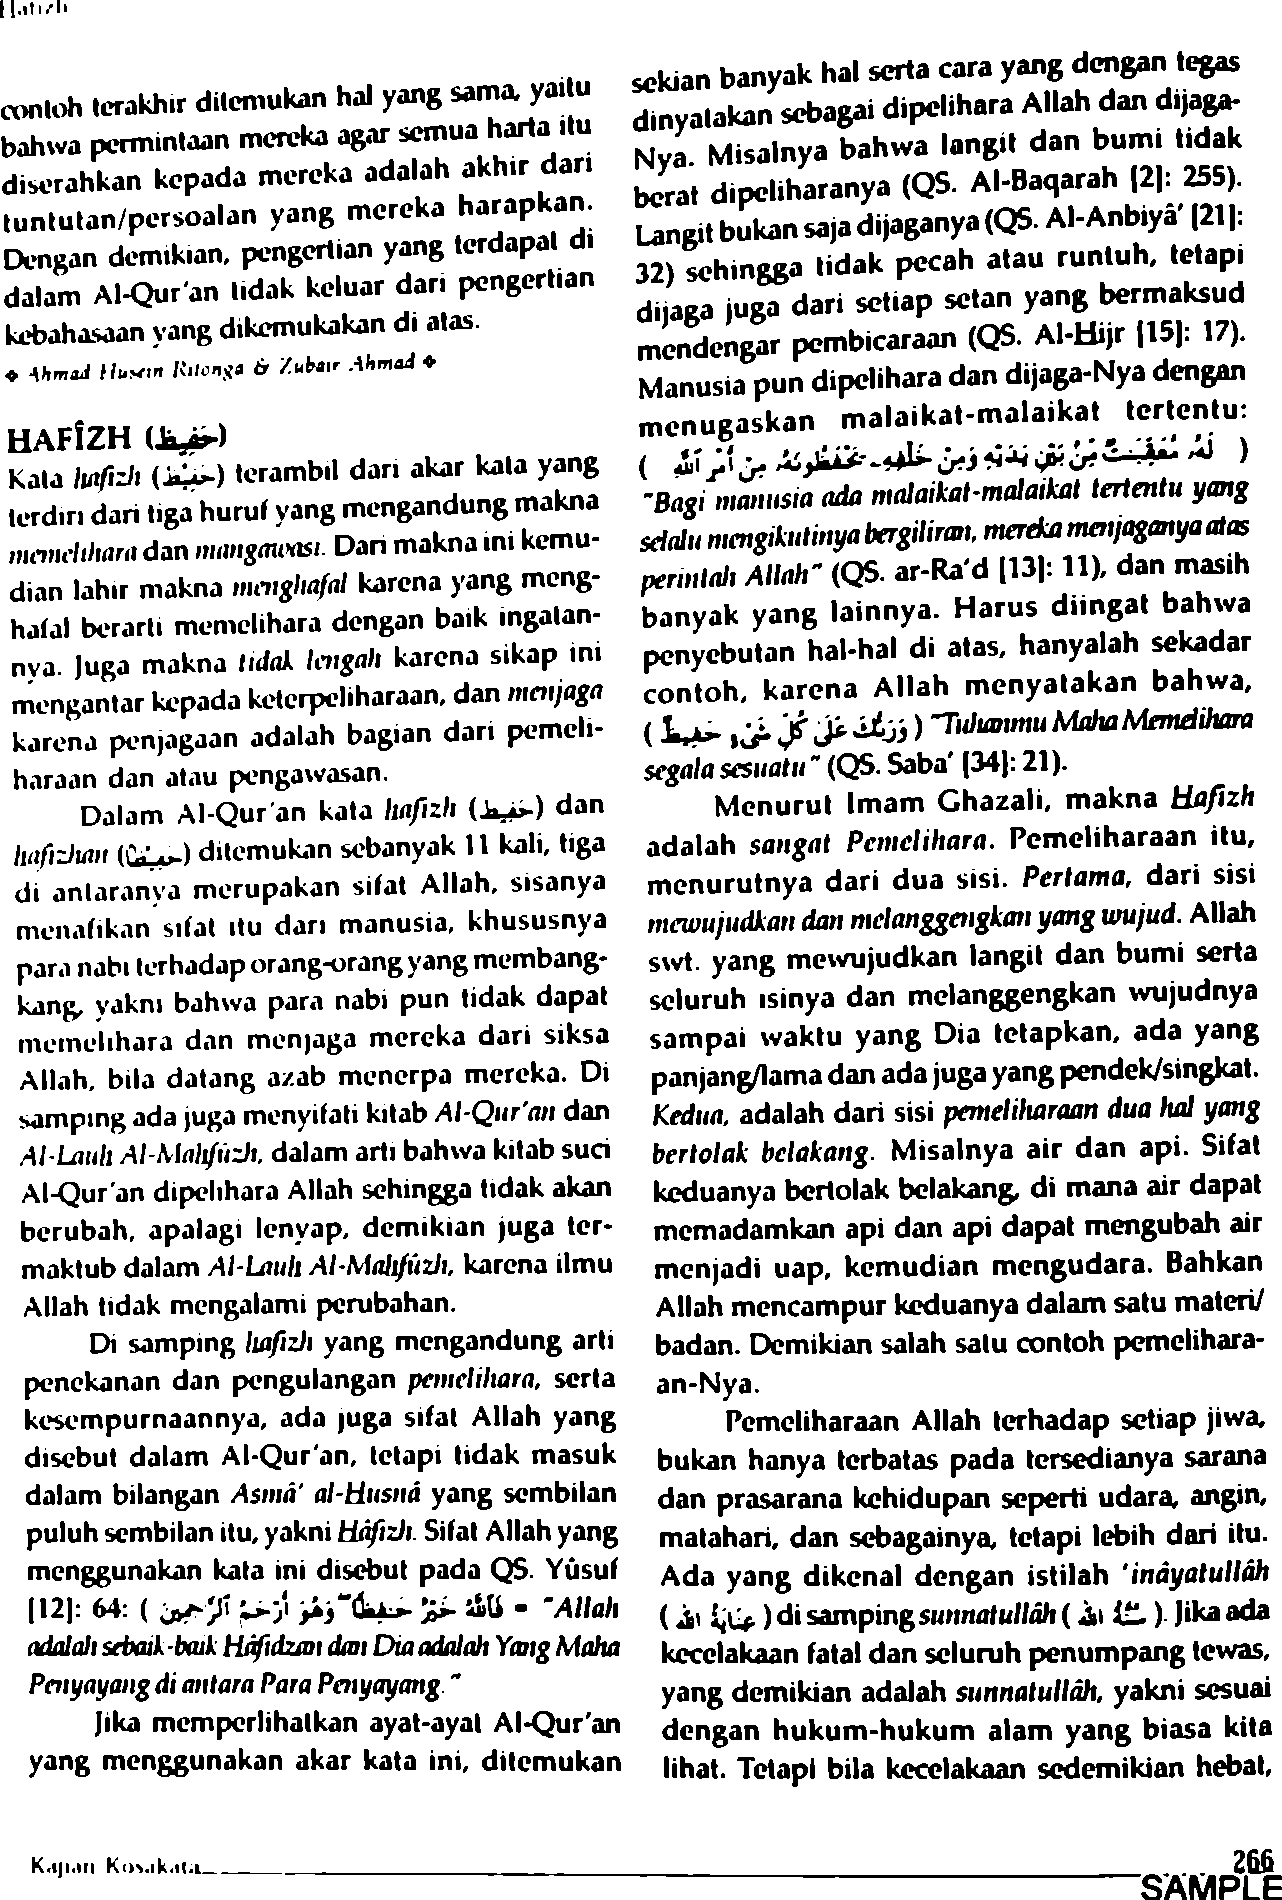 Hafizh
contoh terakhir ditemukan hal yang sama, yaitu
bahwa permintaan mereka agar semua harta itu
diserahkan kepada mereka adalah akhir dari
tuntutan/persoalan yang mereka harapkan.
Dengan demikian, pengertian yang terdapat di
dalam Al-Qur'an tidak keluar dari pengertian
kebahasaan yang dikemukakan di atas.
✦ Ahmad Husein Ritonga & Zubair Ahmad ✦
HAFÎZH (حَفِيظ)
Kata hafizh (حَفِيظ) terambil dari akar kata yang
terdiri dari tiga huruf yang mengandung makna
memelihara dan mangawasi. Dari makna ini kemu-
dian lahir makna menghafal karena yang meng-
hafal berarti memelihara dengan baik ingatan-
nya. Juga makna tidak lengah karena sikap ini
mengantar kepada keterpeliharaan, dan menjaga
karena penjagaan adalah bagian dari pemeli-
haraan dan atau pengawasan.
Dalam Al-Qur'an kata hafizh (حَفِيظ) dan
hafizhan (حَفِيظًا) ditemukan sebanyak 11 kali, tiga
di antaranya merupakan sifat Allah, sisanya
menafikan sifat itu dari manusia, khususnya
para nabi terhadap orang-orang yang membang-
kang, yakni bahwa para nabi pun tidak dapat
memelihara dan menjaga mereka dari siksa
Allah, bila datang azab menerpa mereka. Di
samping ada juga menyifati kitab Al-Qur'an dan
Al-Lauh Al-Mahfûzh, dalam arti bahwa kitab suci
Al-Qur'an dipelihara Allah sehingga tidak akan
berubah, apalagi lenyap, demikian juga ter-
maktub dalam Al-Lauh Al-Mahfûzh, karena ilmu
Allah tidak mengalami perubahan.
Di samping hafizh yang mengandung arti
penekanan dan pengulangan pemelihara, serta
kesempurnaannya, ada juga sifat Allah yang
disebut dalam Al-Qur'an, tetapi tidak masuk
dalam bilangan Asmâ' al-Husnâ yang sembilan
puluh sembilan itu, yakni Hâfizh. Sifat Allah yang
menggunakan kata ini disebut pada QS. Yûsuf
[12]: 64: ( فَاللَّهُ خَيْرٌ حَفِظًا وَهُوَ أَرْحَمُ الرَّحِمِينَ = "Allah
adalah sebaik-baik Hâfidzan dan Dia adalah Yang Maha
Penyayang di antara Para Penyayang."
Jika memperlihatkan ayat-ayat Al-Qur'an
yang menggunakan akar kata ini, ditemukan
sekian banyak hal serta cara yang dengan tegas
dinyatakan sebagai dipelihara Allah dan dijaga-
Nya. Misalnya bahwa langit dan bumi tidak
berat dipeliharanya (QS. Al-Baqarah [2]: 255).
Langit bukan saja dijaganya (QS. Al-Anbiyâ' [21]:
32) sehingga tidak pecah atau runtuh, tetapi
dijaga juga dari setiap setan yang bermaksud
mendengar pembicaraan (QS. Al-Hijr [15]: 17).
Manusia pun dipelihara dan dijaga-Nya dengan
menugaskan malaikat-malaikat tertentu:
( لَهُ مُعَقِّبَتٌ مِّنْ بَيْنِ يَدَيْهِ وَمِنْ خَلْفِهِ يَحْفَظُونَهُ مِنْ أَمْرِ اللَّهِ )
"Bagi manusia ada malaikat-malaikat tertentu yang
selalu mengikutinya bergiliran, mereka menjaganya atas
perintah Allah" (QS. ar-Ra'd [13]: 11), dan masih
banyak yang lainnya. Harus diingat bahwa
penyebutan hal-hal di atas, hanyalah sekadar
contoh, karena Allah menyatakan bahwa,
( وَرَبُّكَ عَلَى كُلِّ شَيْءٍ حَفِيظٌ ) "Tuhanmu Maha Memelihara
segala sesuatu" (QS. Saba' [34]: 21).
Menurut Imam Ghazali, makna Hafizh
adalah sangat Pemelihara. Pemeliharaan itu,
menurutnya dari dua sisi. Pertama, dari sisi
mewujudkan dan melanggengkan yang wujud. Allah
swt. yang mewujudkan langit dan bumi serta
seluruh isinya dan melanggengkan wujudnya
sampai waktu yang Dia tetapkan, ada yang
panjang/lama dan ada juga yang pendek/singkat.
Kedua, adalah dari sisi pemeliharaan dua hal yang
bertolak belakang. Misalnya air dan api. Sifat
keduanya bertolak belakang, di mana air dapat
memadamkan api dan api dapat mengubah air
menjadi uap, kemudian mengudara. Bahkan
Allah mencampur keduanya dalam satu materi/
badan. Demikian salah satu contoh pemelihara-
an-Nya.
Pemeliharaan Allah terhadap setiap jiwa,
bukan hanya terbatas pada tersedianya sarana
dan prasarana kehidupan seperti udara, angin,
matahari, dan sebagainya, tetapi lebih dari itu.
Ada yang dikenal dengan istilah 'inâyatullâh
( عِنَايَةُ الله ) di samping sunnatullâh ( سُنَّةُ الله ). Jika ada
kecelakaan fatal dan seluruh penumpang tewas,
yang demikian adalah sunnatullâh, yakni sesuai
dengan hukum-hukum alam yang biasa kita
lihat. Tetapi bila kecelakaan sedemikian hebat,
Kajian Kosakata
266
SAMPLE